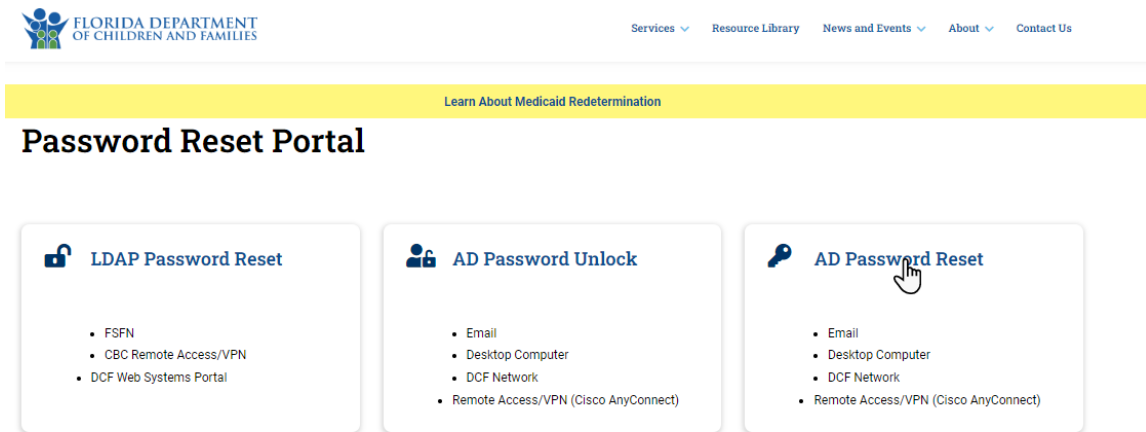 FLORIDA DEPARTMENT
OF CHILDREN AND FAMILIES
Services
Resource Library
News and Events
About
Contact Us
Learn About Medicaid Redetermination
Password Reset Portal
LDAP Password Reset
FSFN
CBC Remote Access/VPN
DCF Web Systems Portal
AD Password Unlock
Email
Desktop Computer
DCF Network
Remote Access/VPN (Cisco AnyConnect)
AD Password Reset
Email
Desktop Computer
DCF Network
Remote Access/VPN (Cisco AnyConnect)